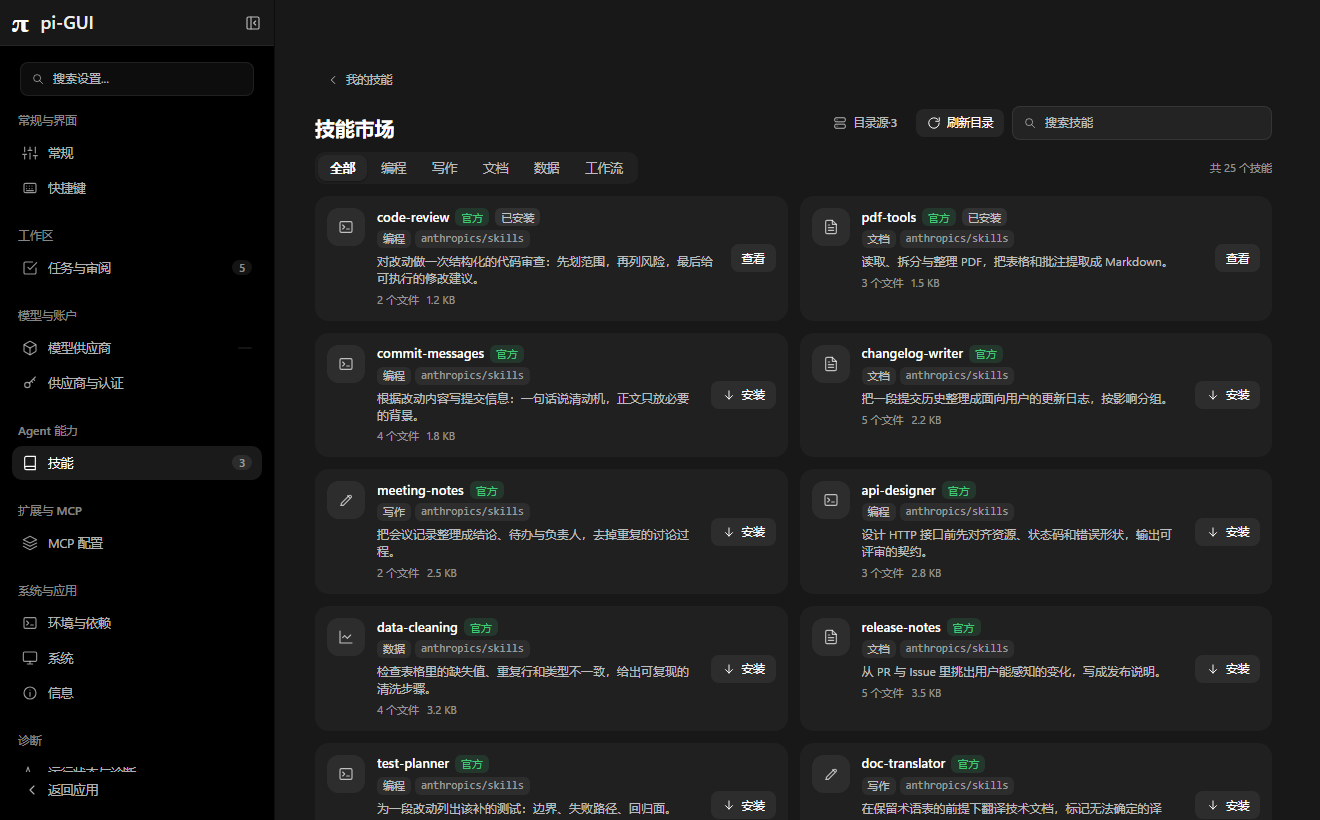 π pi-GUI
搜索设置...
常规与界面
常规
快捷键
工作区
任务与审阅 5
模型与账户
模型供应商
供应商与认证
Agent 能力
技能 3
扩展与 MCP
MCP 配置
系统与应用
环境与依赖
系统
信息
诊断
返回应用
我的技能
技能市场
目录源·3 刷新目录 搜索技能
全部 编程 写作 文档 数据 工作流
共 25 个技能
code-review 官方 已安装
编程 anthropics/skills
对改动做一次结构化的代码审查：先划范围，再列风险，最后给
可执行的修改建议。
2 个文件 1.2 KB
查看
pdf-tools 官方 已安装
文档 anthropics/skills
读取、拆分与整理 PDF，把表格和批注提取成 Markdown。
3 个文件 1.5 KB
查看
commit-messages 官方
编程 anthropics/skills
根据改动内容写提交信息：一句话说清动机，正文只放必要
的背景。
4 个文件 1.8 KB
安装
changelog-writer 官方
文档 anthropics/skills
把一段提交历史整理成面向用户的更新日志，按影响分组。
5 个文件 2.2 KB
安装
meeting-notes 官方
写作 anthropics/skills
把会议记录整理成结论、待办与负责人，去掉重复的讨论过
程。
2 个文件 2.5 KB
安装
api-designer 官方
编程 anthropics/skills
设计 HTTP 接口前先对齐资源、状态码和错误形状，输出可
评审的契约。
3 个文件 2.8 KB
安装
data-cleaning 官方
数据 anthropics/skills
检查表格里的缺失值、重复行和类型不一致，给出可复现的
清洗步骤。
4 个文件 3.2 KB
安装
release-notes 官方
文档 anthropics/skills
从 PR 与 Issue 里挑出用户能感知的变化，写成发布说明。
5 个文件 3.5 KB
安装
test-planner 官方
编程 anthropics/skills
为一段改动列出该补的测试：边界、失败路径、回归面。
安装
doc-translator 官方
写作 anthropics/skills
在保留术语表的前提下翻译技术文档，标记无法确定的译
安装